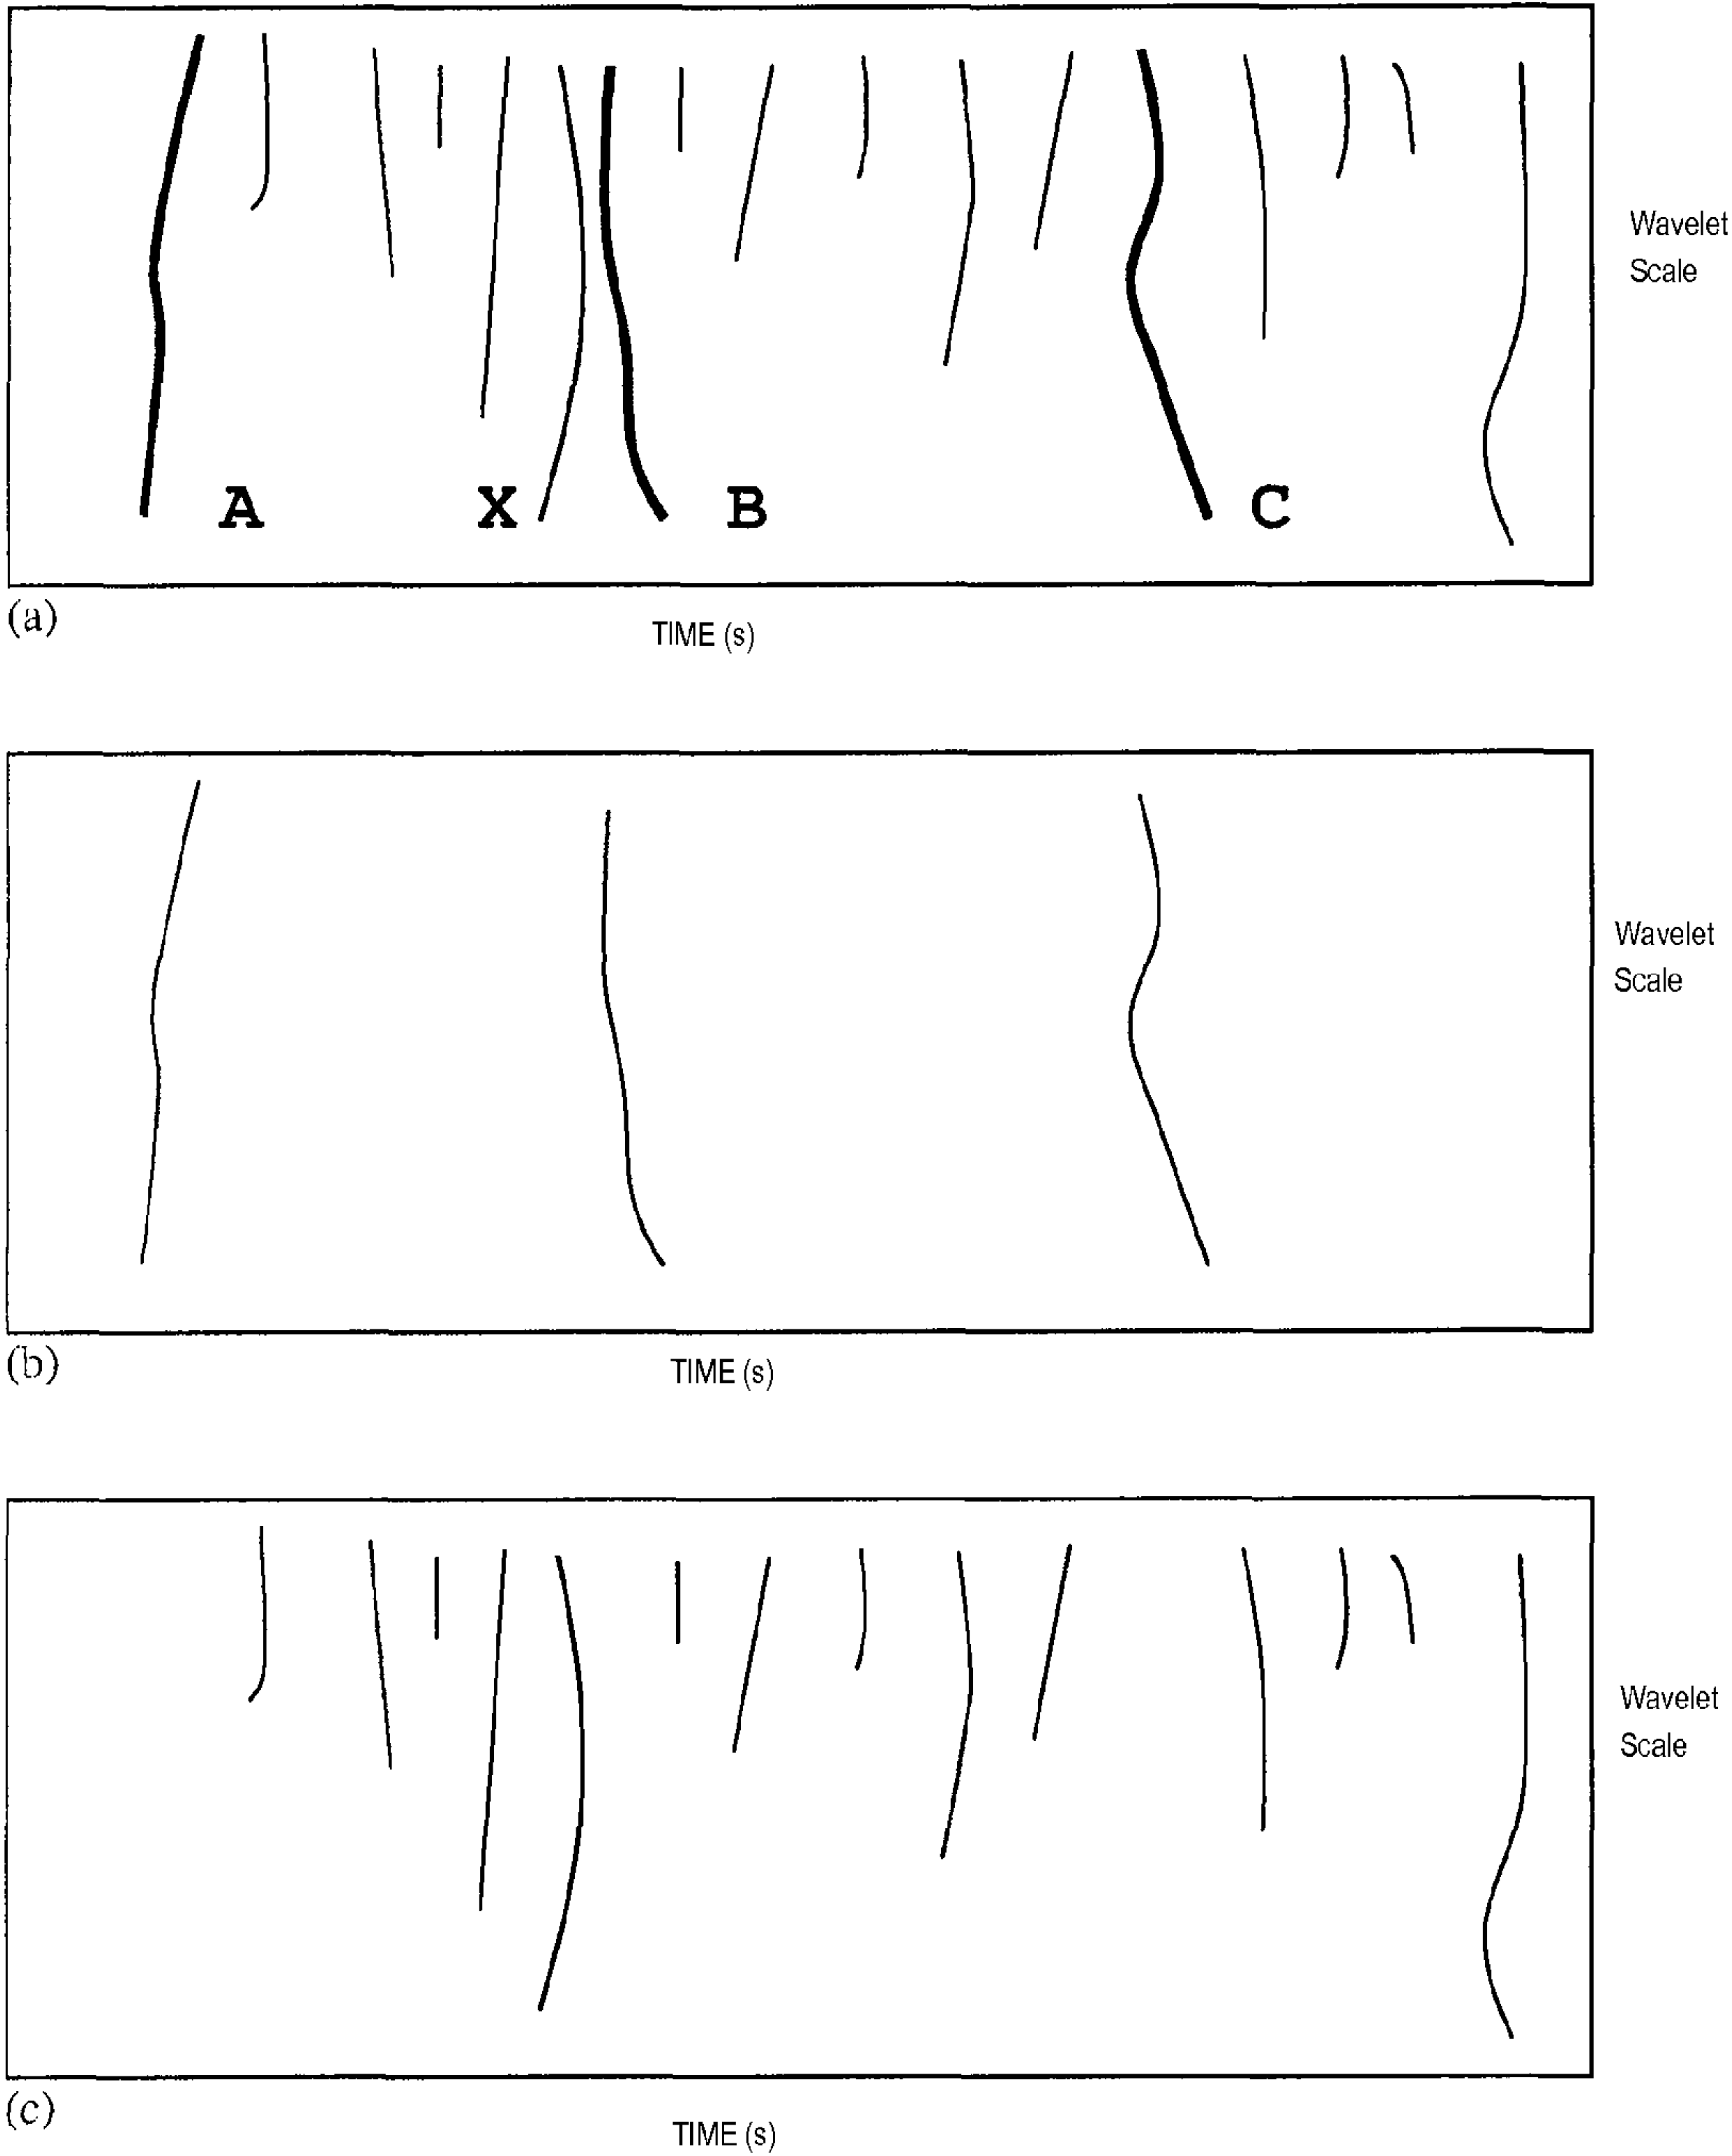 Wavelet
Scale
A X B C
(a)
TIME (s)
Wavelet
Scale
(b)
TIME (s)
Wavelet
Scale
(c)
TIME (s)